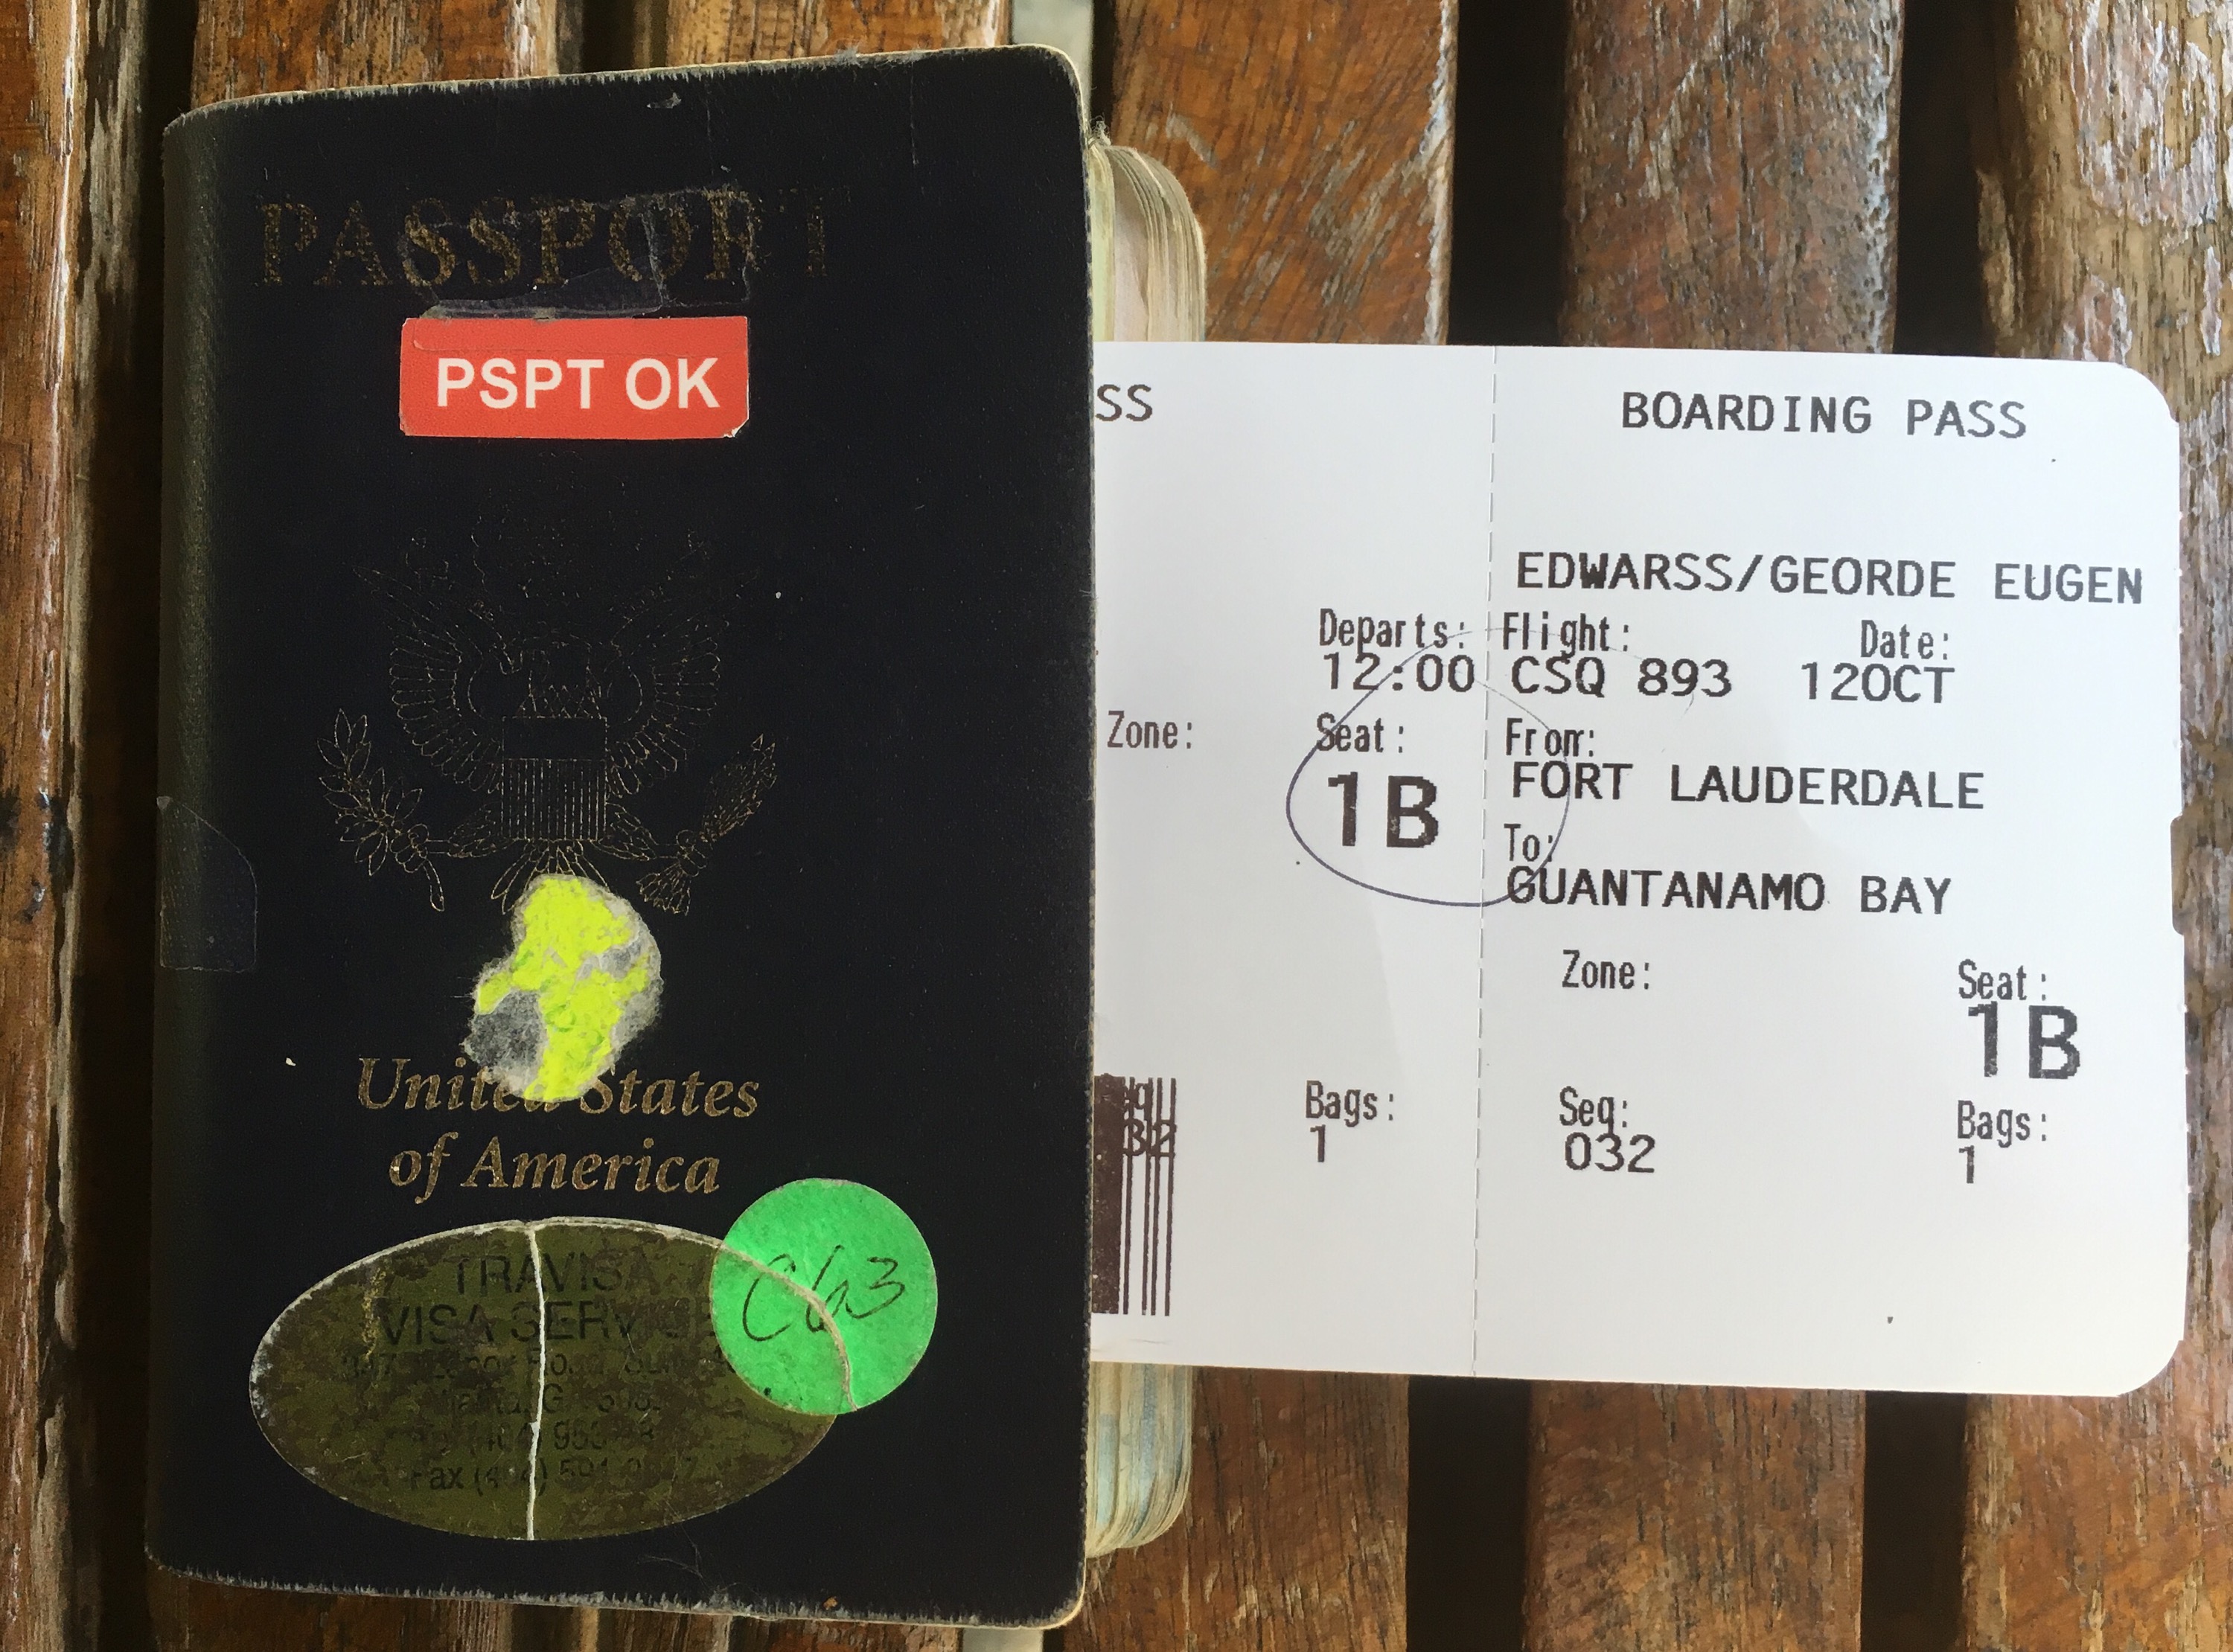 PASSPORT
PSPT OK
United States
of America
TRAVISA
VISA SERV
Fax
C63
SS
Zone:
Departs:
12:00
Seat:
1B
Bags:
1
32
BOARDING PASS
EDWARSS/GEORDE EUGEN
Flight: Date:
CSQ 893 12OCT
From:
FORT LAUDERDALE
To:
GUANTANAMO BAY
Zone: Seat:
1B
Seq: Bags:
032 1